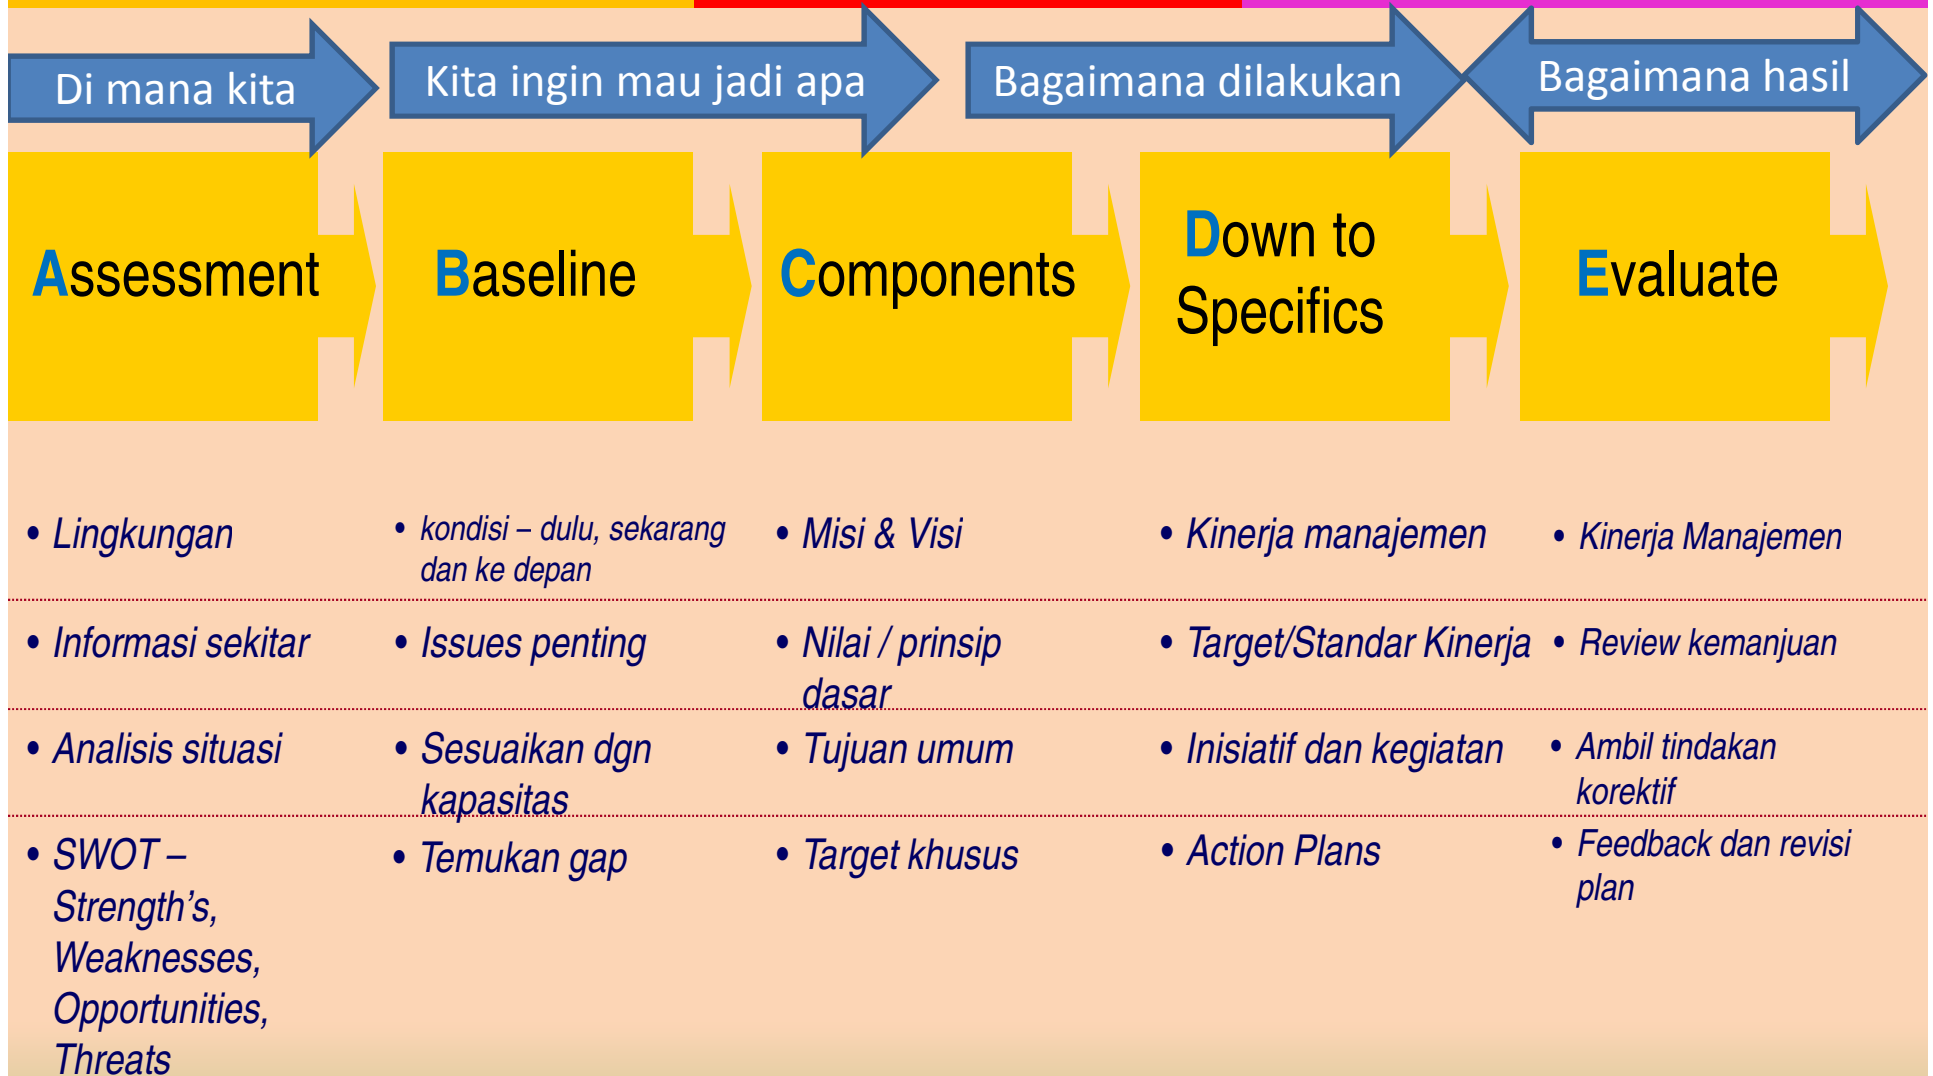 Di mana kita
Kita ingin mau jadi apa
Bagaimana dilakukan
Bagaimana hasil
Assessment
Baseline
Components
Down to
Specifics
Evaluate
• Lingkungan
• kondisi – dulu, sekarang
dan ke depan
• Misi & Visi
• Kinerja manajemen
• Kinerja Manajemen
• Informasi sekitar
• Issues penting
• Nilai / prinsip
dasar
• Target/Standar Kinerja
• Review kemanjuan
• Analisis situasi
• Sesuaikan dgn
kapasitas
• Tujuan umum
• Inisiatif dan kegiatan
• Ambil tindakan
korektif
• SWOT –
Strength’s,
Weaknesses,
Opportunities,
Threats
• Temukan gap
• Target khusus
• Action Plans
• Feedback dan revisi
plan